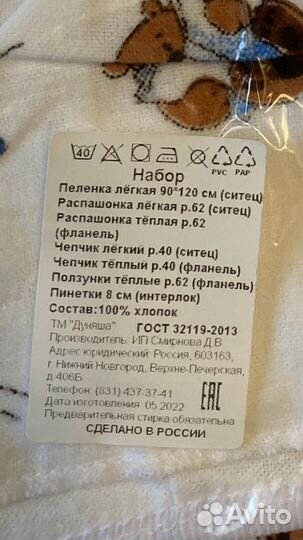 40
PVC PAP
Набор
Пеленка лёгкая 90*120 см (ситец)
Распашонка лёгкая р.62 (ситец)
Распашонка тёплая р.62
(фланель)
Чепчик лёгкий р.40 (ситец)
Чепчик тёплый р.40 (фланель)
Ползунки тёплые р.62 (фланель)
Пинетки 8 см (интерлок)
Состав:100% хлопок
ТМ "Дуняша" ГОСТ 32119-2013
Производитель. ИП Смирнова Д.В
Адрес юридический: Россия, 603163,
г. Нижний Новгород, Верхне-Печерская,
д 406Б
Телефон: (831) 437-37-41
Дата изготовления 05.2022
Предварительная стирка обязательна
СДЕЛАНО В РОССИИ
EAC
Avito